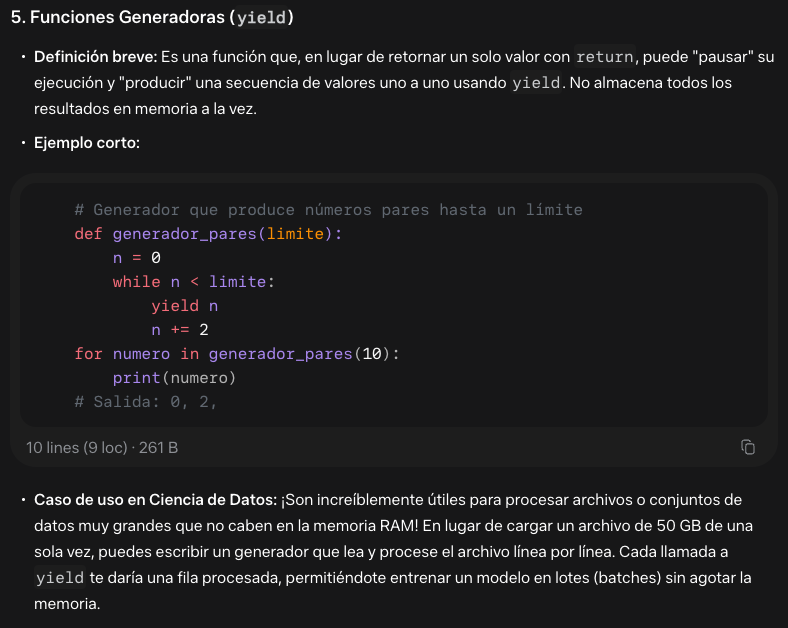 5. Funciones Generadoras (yield)
• Definición breve: Es una función que, en lugar de retornar un solo valor con return, puede "pausar" su
ejecución y "producir" una secuencia de valores uno a uno usando yield. No almacena todos los
resultados en memoria a la vez.
• Ejemplo corto:
# Generador que produce números pares hasta un límite
def generador_pares(limite):
    n = 0
    while n < limite:
        yield n
        n += 2
for numero in generador_pares(10):
    print(numero)
# Salida: 0, 2,
10 lines (9 loc) · 261 B
• Caso de uso en Ciencia de Datos: ¡Son increíblemente útiles para procesar archivos o conjuntos de
datos muy grandes que no caben en la memoria RAM! En lugar de cargar un archivo de 50 GB de una
sola vez, puedes escribir un generador que lea y procese el archivo línea por línea. Cada llamada a
yield te daría una fila procesada, permitiéndote entrenar un modelo en lotes (batches) sin agotar la
memoria.